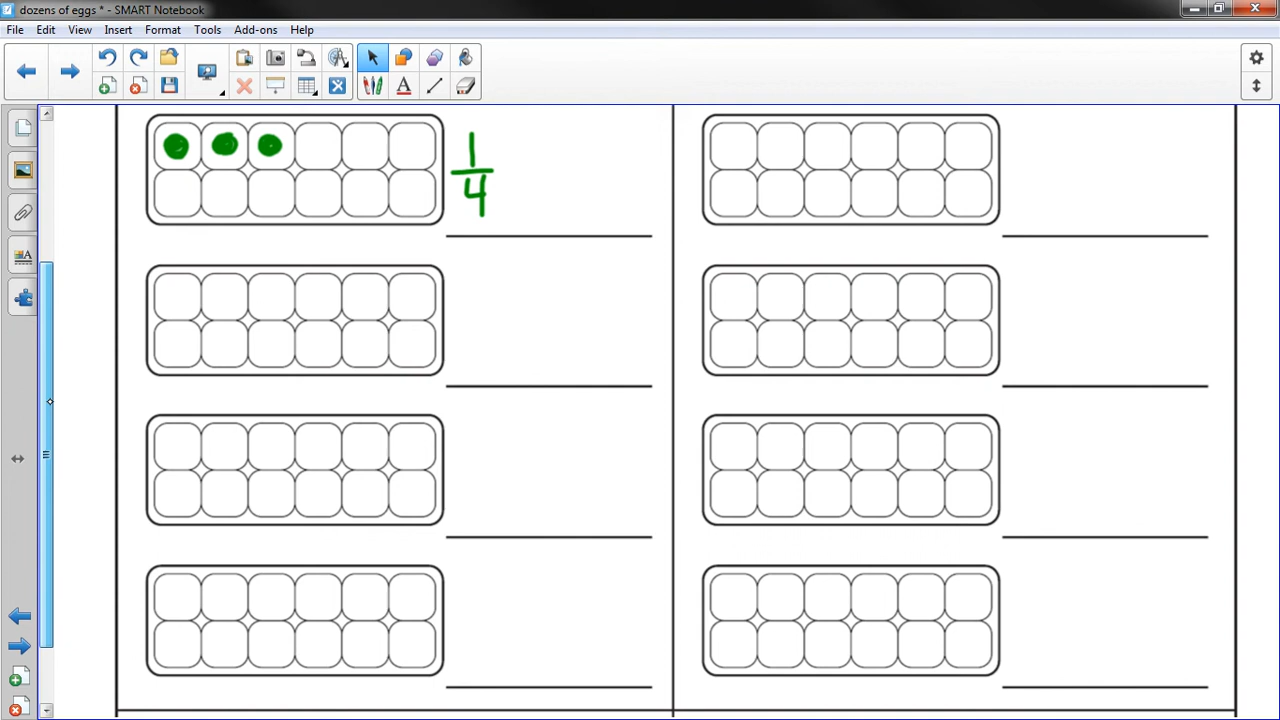 dozens of eggs * - SMART Notebook
File Edit View Insert Format Tools Add-ons Help
1
4